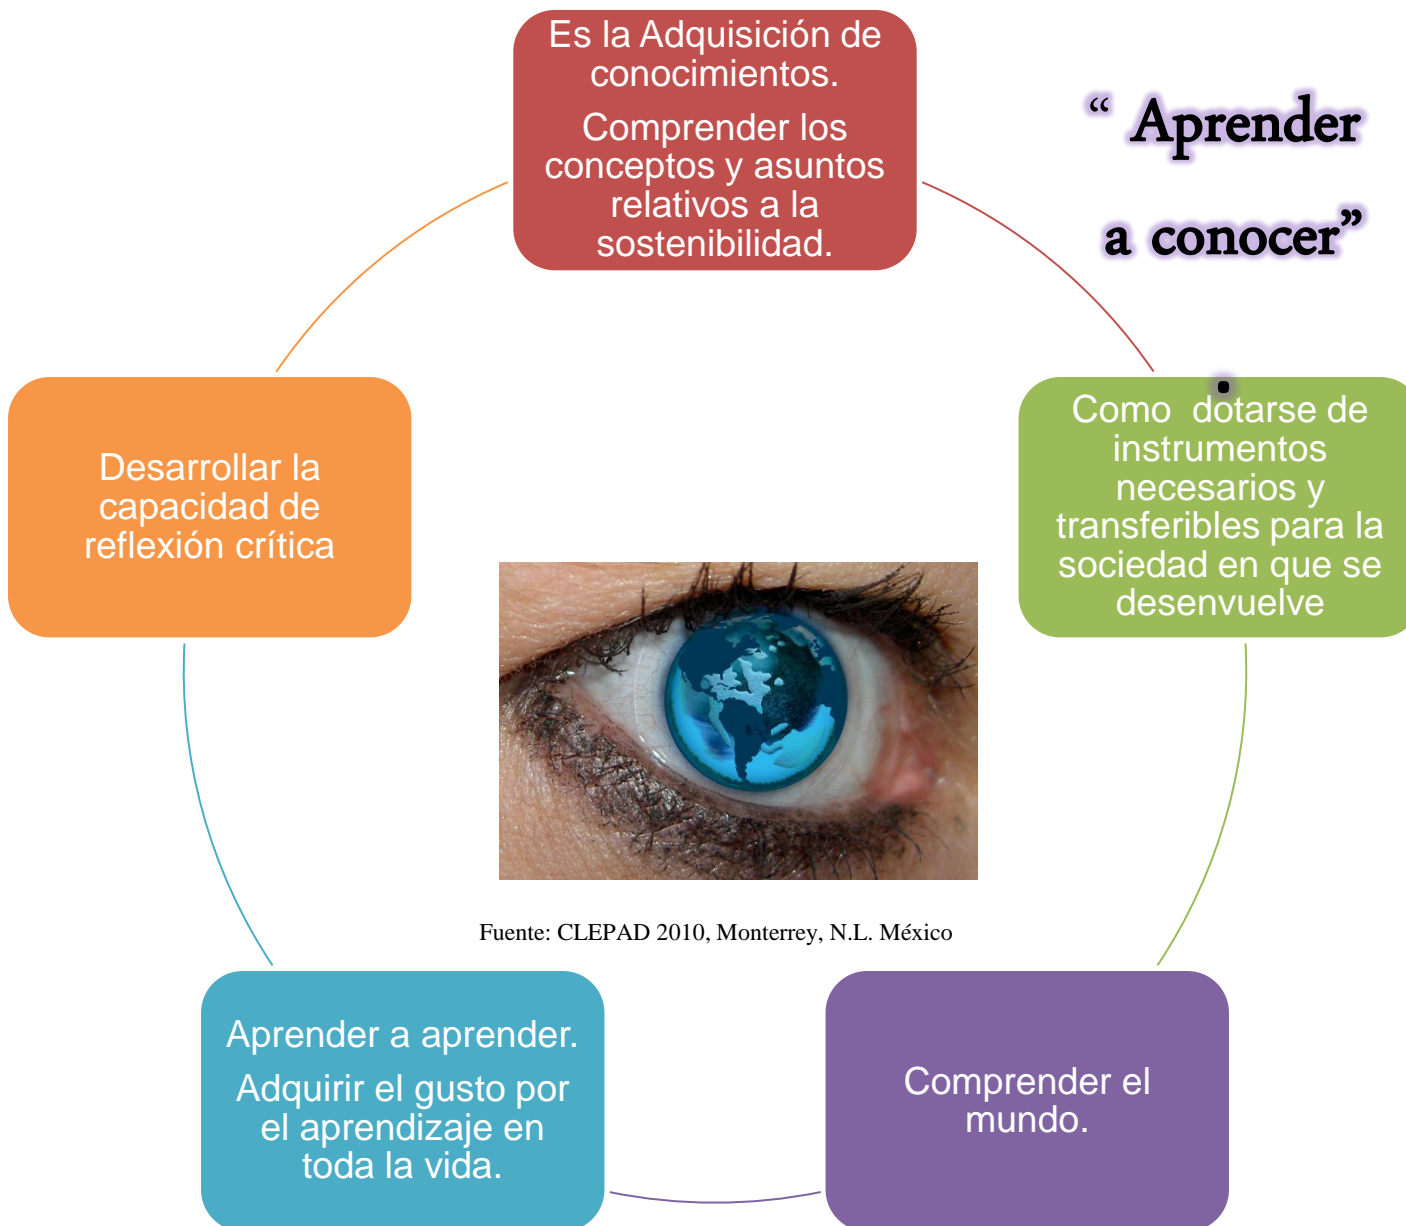 Es la Adquisición de
conocimientos.
Comprender los
conceptos y asuntos
relativos a la
sostenibilidad.
“ Aprender
a conocer”
.
Como  dotarse de
instrumentos
necesarios y
transferibles para la
sociedad en que se
desenvuelve
Desarrollar la
capacidad de
reflexión crítica
Fuente: CLEPAD 2010, Monterrey, N.L. México
Aprender a aprender.
Adquirir el gusto por
el aprendizaje en
toda la vida.
Comprender el
mundo.